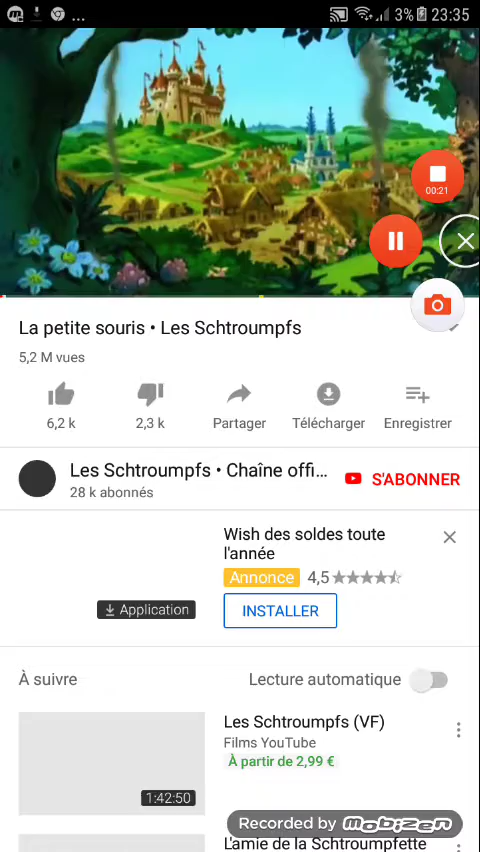 ... 3% 23:35
00:21
La petite souris • Les Schtroumpfs
5,2 M vues
6,2 k
2,3 k
Partager
Télécharger
Enregistrer
Les Schtroumpfs • Chaîne offi...
28 k abonnés
S'ABONNER
Wish des soldes toute
l'année
Annonce 4,5
Application
INSTALLER
À suivre
Lecture automatique
Les Schtroumpfs (VF)
Films YouTube
À partir de 2,99 €
1:42:50
Recorded by MOBIZEN
L'amie de la Schtroumpfette